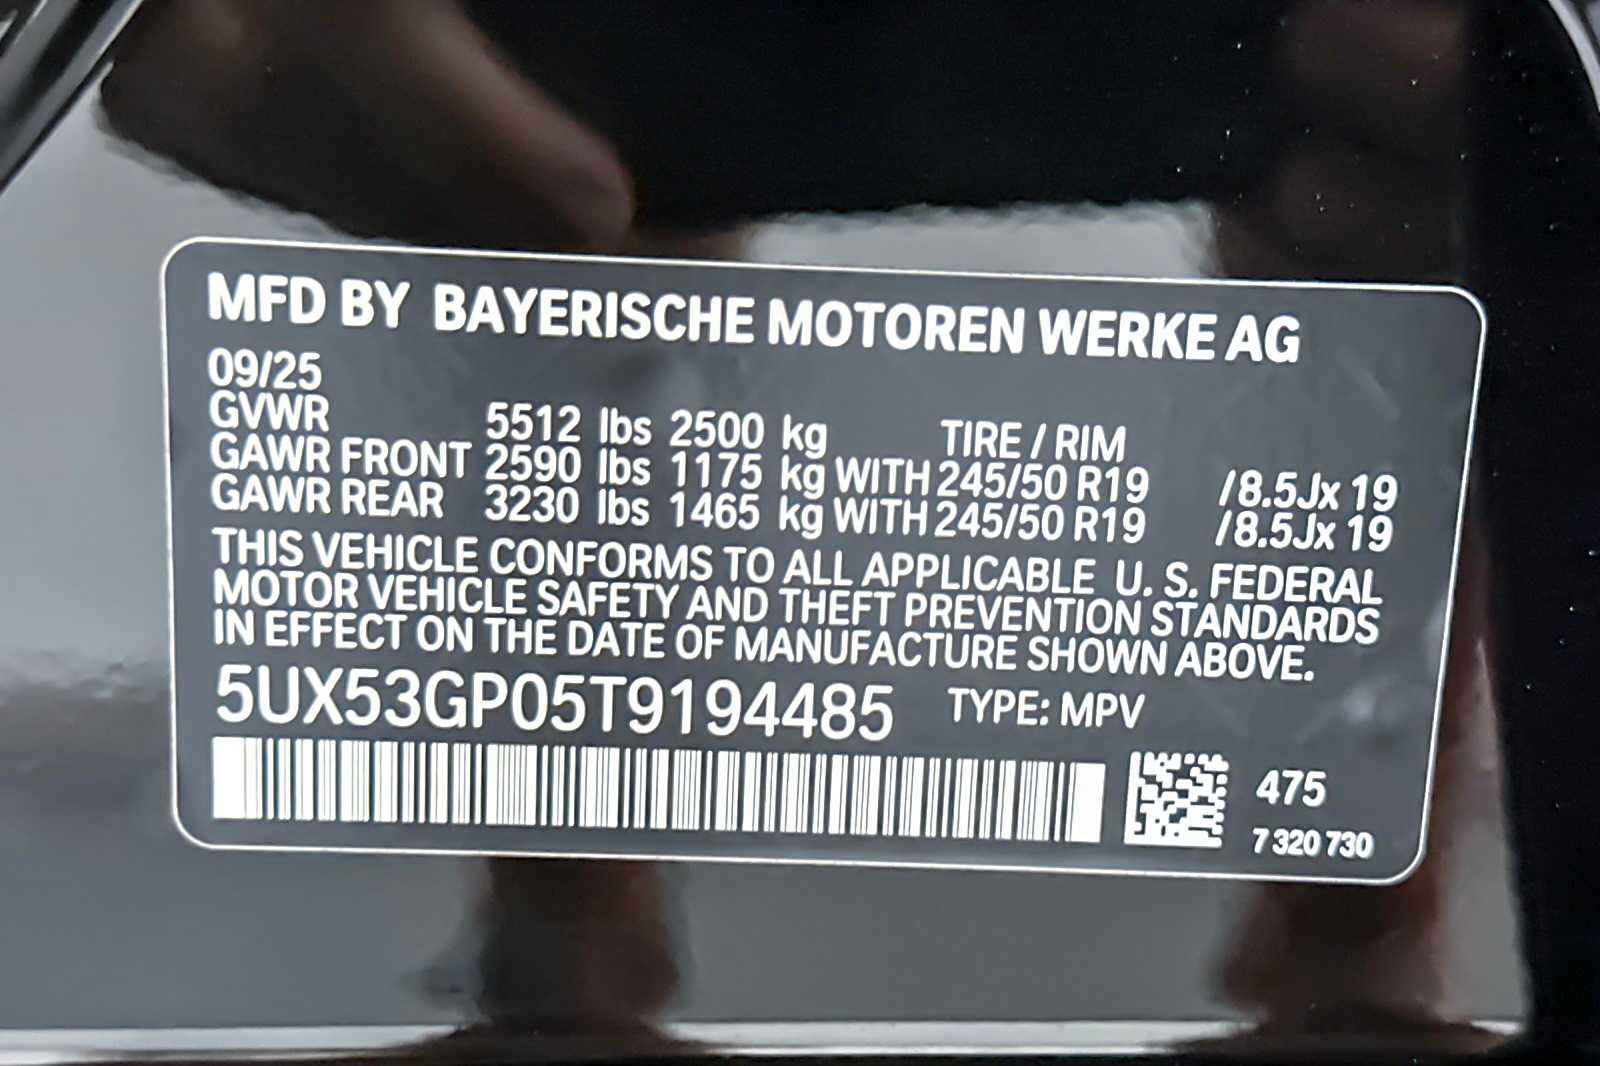 MFD BY BAYERISCHE MOTOREN WERKE AG
09/25
GVWR 5512 lbs 2500 kg TIRE / RIM
GAWR FRONT 2590 lbs 1175 kg WITH 245/50 R19 /8.5Jx 19
GAWR REAR 3230 lbs 1465 kg WITH 245/50 R19 /8.5Jx 19
THIS VEHICLE CONFORMS TO ALL APPLICABLE U. S. FEDERAL
MOTOR VEHICLE SAFETY AND THEFT PREVENTION STANDARDS
IN EFFECT ON THE DATE OF MANUFACTURE SHOWN ABOVE.
5UX53GP05T9194485 TYPE: MPV
475
7 320 730